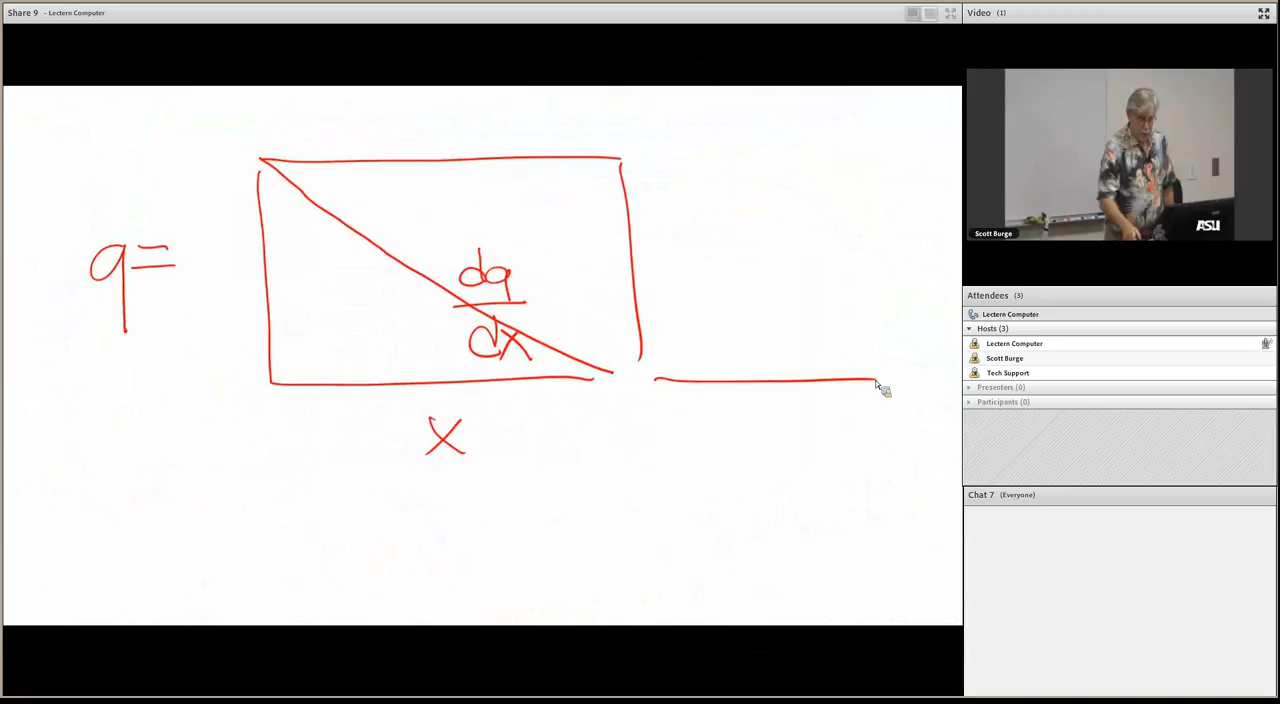 Share 9 - Lectern Computer
q=
dq
dx
x
Video (1)
ASU
Scott Burge
Attendees (3)
Lectern Computer
Hosts (3)
Lectern Computer
Scott Burge
Tech Support
Presenters (0)
Participants (0)
Chat 7 (Everyone)